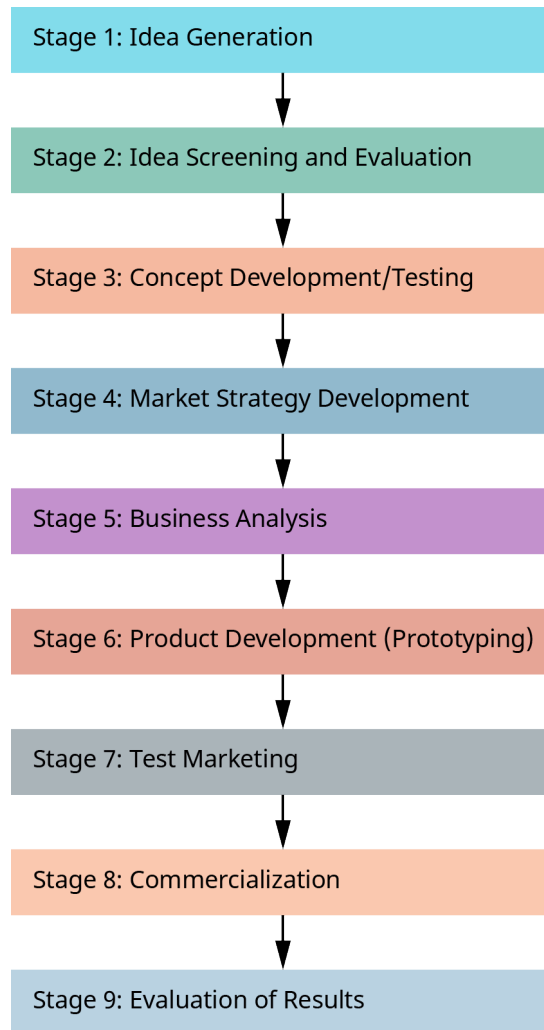 Stage 1: Idea Generation
Stage 2: Idea Screening and Evaluation
Stage 3: Concept Development/Testing
Stage 4: Market Strategy Development
Stage 5: Business Analysis
Stage 6: Product Development (Prototyping)
Stage 7: Test Marketing
Stage 8: Commercialization
Stage 9: Evaluation of Results